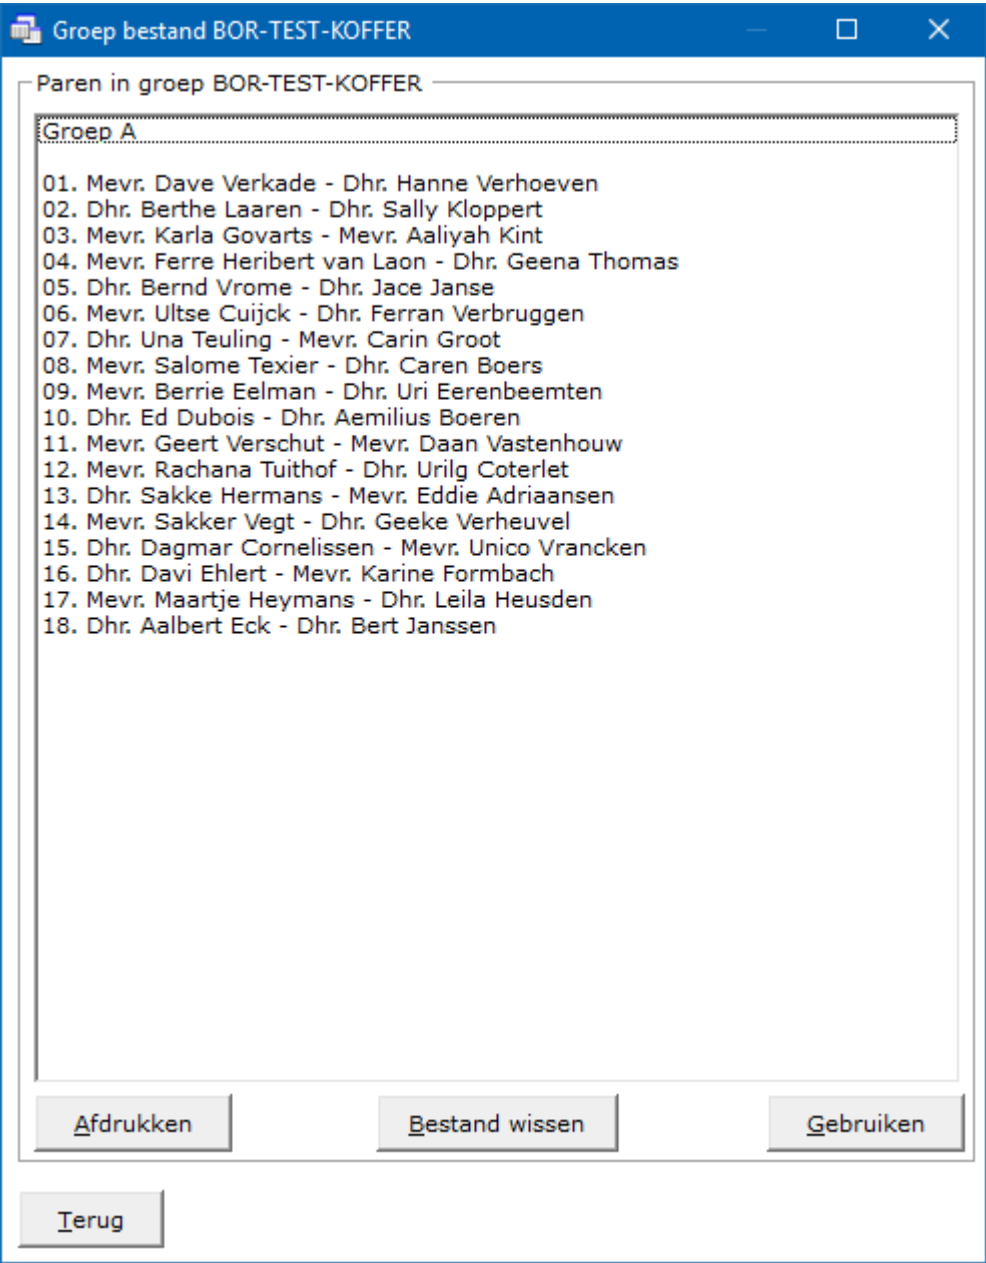 Groep bestand BOR-TEST-KOFFER
Paren in groep BOR-TEST-KOFFER
Groep A
01. Mevr. Dave Verkade - Dhr. Hanne Verhoeven
02. Dhr. Berthe Laaren - Dhr. Sally Kloppert
03. Mevr. Karla Govarts - Mevr. Aaliyah Kint
04. Mevr. Ferre Heribert van Laon - Dhr. Geena Thomas
05. Dhr. Bernd Vrome - Dhr. Jace Janse
06. Mevr. Ultse Cuijck - Dhr. Ferran Verbruggen
07. Dhr. Una Teuling - Mevr. Carin Groot
08. Mevr. Salome Texier - Dhr. Caren Boers
09. Mevr. Berrie Eelman - Dhr. Uri Eerenbeemten
10. Dhr. Ed Dubois - Dhr. Aemilius Boeren
11. Mevr. Geert Verschut - Mevr. Daan Vastenhouw
12. Mevr. Rachana Tuithof - Dhr. Urilg Coterlet
13. Dhr. Sakke Hermans - Mevr. Eddie Adriaansen
14. Mevr. Sakker Vegt - Dhr. Geeke Verheuvel
15. Dhr. Dagmar Cornelissen - Mevr. Unico Vrancken
16. Dhr. Davi Ehlert - Mevr. Karine Formbach
17. Mevr. Maartje Heymans - Dhr. Leila Heusden
18. Dhr. Aalbert Eck - Dhr. Bert Janssen
Afdrukken
Bestand wissen
Gebruiken
Terug